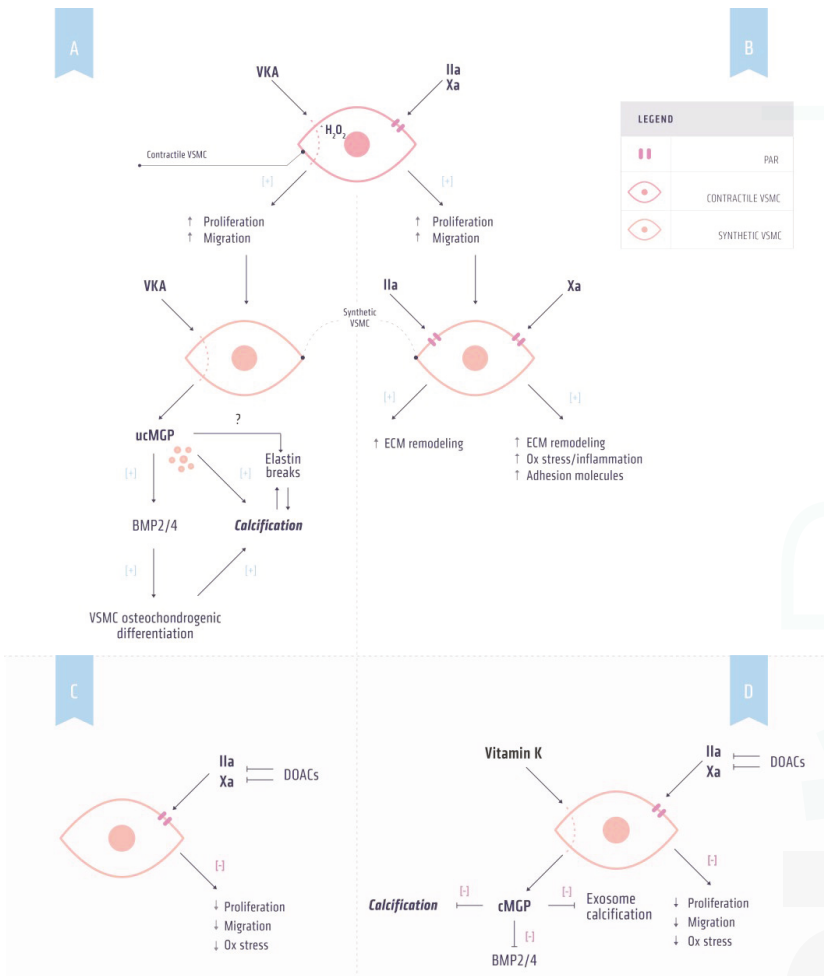 A
B
VKA
IIa
Xa
H2O2
Contractile VSMC
[+]
[+]
↑ Proliferation
↑ Migration
↑ Proliferation
↑ Migration
LEGEND
PAR
CONTRACTILE VSMC
SYNTHETIC VSMC
VKA
IIa
Xa
Synthetic
VSMC
[+]
[+]
ucMGP
?
↑ ECM remodeling
↑ ECM remodeling
↑ Ox stress/inflammation
↑ Adhesion molecules
Elastin
breaks
[+]
[+]
BMP2/4
Calcification
[+]
[+]
VSMC osteochondrogenic
differentiation
C
D
IIa
Xa
DOACs
[-]
↓ Proliferation
↓ Migration
↓ Ox stress
Vitamin K
IIa
Xa
DOACs
[-]
Calcification
[-]
cMGP
[-]
Exosome
calcification
[-]
BMP2/4
↓ Proliferation
↓ Migration
↓ Ox stress